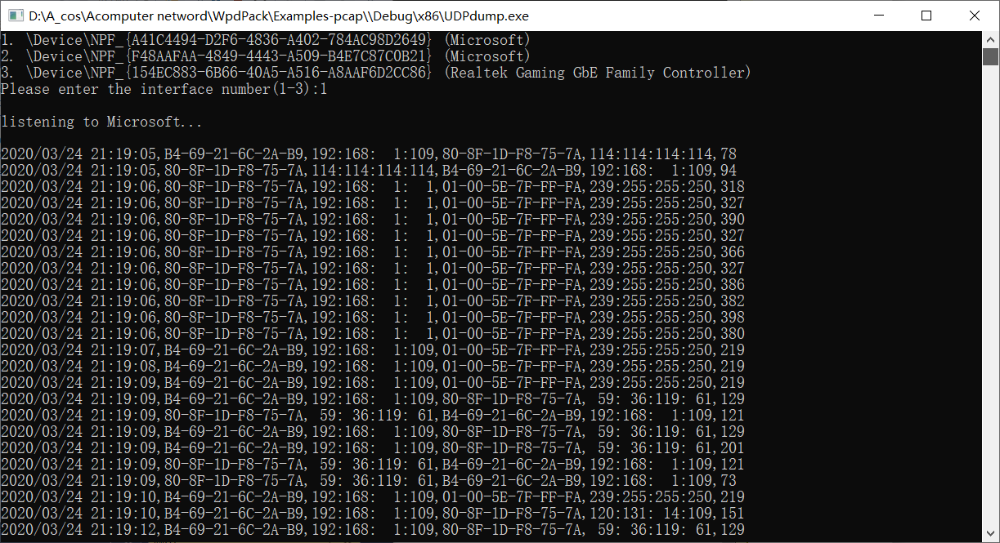 D:\A_cos\Acomputer netword\WpdPack\Examples-pcap\\Debug\x86\UDPdump.exe
1. \Device\NPF_{A41C4494-D2F6-4836-A402-784AC98D2649} (Microsoft)
2. \Device\NPF_{F48AAFAA-4849-4443-A509-B4E7C87C0B21} (Microsoft)
3. \Device\NPF_{154EC883-6B66-40A5-A516-A8AAF6D2CC86} (Realtek Gaming GbE Family Controller)
Please enter the interface number(1-3):1
listening to Microsoft...
2020/03/24 21:19:05,B4-69-21-6C-2A-B9,192:168:  1:109,80-8F-1D-F8-75-7A,114:114:114:114,78
2020/03/24 21:19:05,80-8F-1D-F8-75-7A,114:114:114:114,B4-69-21-6C-2A-B9,192:168:  1:109,94
2020/03/24 21:19:06,80-8F-1D-F8-75-7A,192:168:  1:  1,01-00-5E-7F-FF-FA,239:255:255:250,318
2020/03/24 21:19:06,80-8F-1D-F8-75-7A,192:168:  1:  1,01-00-5E-7F-FF-FA,239:255:255:250,327
2020/03/24 21:19:06,80-8F-1D-F8-75-7A,192:168:  1:  1,01-00-5E-7F-FF-FA,239:255:255:250,390
2020/03/24 21:19:06,80-8F-1D-F8-75-7A,192:168:  1:  1,01-00-5E-7F-FF-FA,239:255:255:250,327
2020/03/24 21:19:06,80-8F-1D-F8-75-7A,192:168:  1:  1,01-00-5E-7F-FF-FA,239:255:255:250,366
2020/03/24 21:19:06,80-8F-1D-F8-75-7A,192:168:  1:  1,01-00-5E-7F-FF-FA,239:255:255:250,327
2020/03/24 21:19:06,80-8F-1D-F8-75-7A,192:168:  1:  1,01-00-5E-7F-FF-FA,239:255:255:250,386
2020/03/24 21:19:06,80-8F-1D-F8-75-7A,192:168:  1:  1,01-00-5E-7F-FF-FA,239:255:255:250,382
2020/03/24 21:19:06,80-8F-1D-F8-75-7A,192:168:  1:  1,01-00-5E-7F-FF-FA,239:255:255:250,398
2020/03/24 21:19:06,80-8F-1D-F8-75-7A,192:168:  1:  1,01-00-5E-7F-FF-FA,239:255:255:250,380
2020/03/24 21:19:07,B4-69-21-6C-2A-B9,192:168:  1:109,01-00-5E-7F-FF-FA,239:255:255:250,219
2020/03/24 21:19:08,B4-69-21-6C-2A-B9,192:168:  1:109,01-00-5E-7F-FF-FA,239:255:255:250,219
2020/03/24 21:19:09,B4-69-21-6C-2A-B9,192:168:  1:109,01-00-5E-7F-FF-FA,239:255:255:250,219
2020/03/24 21:19:09,B4-69-21-6C-2A-B9,192:168:  1:109,80-8F-1D-F8-75-7A, 59: 36:119: 61,129
2020/03/24 21:19:09,80-8F-1D-F8-75-7A, 59: 36:119: 61,B4-69-21-6C-2A-B9,192:168:  1:109,121
2020/03/24 21:19:09,B4-69-21-6C-2A-B9,192:168:  1:109,80-8F-1D-F8-75-7A, 59: 36:119: 61,129
2020/03/24 21:19:09,B4-69-21-6C-2A-B9,192:168:  1:109,80-8F-1D-F8-75-7A, 59: 36:119: 61,201
2020/03/24 21:19:09,80-8F-1D-F8-75-7A, 59: 36:119: 61,B4-69-21-6C-2A-B9,192:168:  1:109,121
2020/03/24 21:19:09,80-8F-1D-F8-75-7A, 59: 36:119: 61,B4-69-21-6C-2A-B9,192:168:  1:109,73
2020/03/24 21:19:10,B4-69-21-6C-2A-B9,192:168:  1:109,01-00-5E-7F-FF-FA,239:255:255:250,219
2020/03/24 21:19:10,B4-69-21-6C-2A-B9,192:168:  1:109,80-8F-1D-F8-75-7A,120:131: 14:109,151
2020/03/24 21:19:12,B4-69-21-6C-2A-B9,192:168:  1:109,80-8F-1D-F8-75-7A, 59: 36:119: 61,129